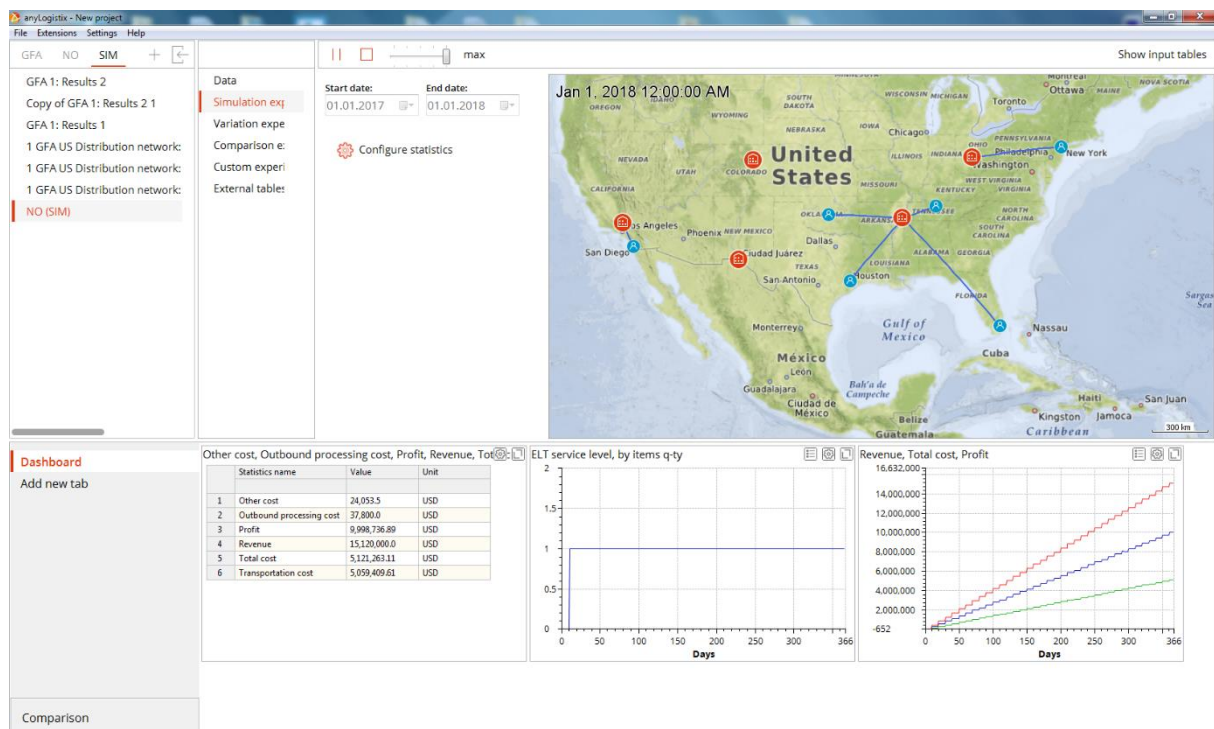 anyLogistix - New project
File Extensions Settings Help
GFA NO SIM
max
Show input tables
GFA 1: Results 2
Copy of GFA 1: Results 2 1
GFA 1: Results 1
1 GFA US Distribution network:
1 GFA US Distribution network:
1 GFA US Distribution network:
NO (SIM)
Data
Simulation exp
Variation expe
Comparison e:
Custom experi
External tables
Start date: End date:
01.01.2017 01.01.2018
Configure statistics
Jan 1, 2018 12:00:00 AM
OREGON
IDAHO
WYOMING
SOUTH
DAKOTA
WISCONSIN MICHIGAN
Toronto
Montreal
Ottawa MAINE
NOVA SCOTIA
NEBRASKA
IOWA
Chicago
PENNSYLVANIA
OHIO
Philadelphia New York
NEVADA
UTAH
COLORADO
United
States
ILLINOIS INDIANA
Washington
MISSOURI
WEST VIRGINIA
KENTUCKY VIRGINIA
CALIFORNIA
os Angeles
Phoenix NEW MEXICO
OKLA
MA
ARKANS
TE
NESSEE
NORTH
CAROLINA
SOUTH
CAROLINA
San Diego
Ciudad Juárez
Dallas
TEXAS
LOUISIANA
ALABAMA GEORGIA
San-Antonio
Houston
FLORIDA
Sargas
Sea
Monterrey
Gulf of
Mexico
Nassau
México
León
Cuba
Guadalajara
Bah'a de
Campeche
Ciudad de
México
Haiti
San Juan
Belize
Kingston Jamoca
Guatemala
Caribbean
300 km
Dashboard
Add new tab
Comparison
Other cost, Outbound processing cost, Profit, Revenue, Tot
Statistics name Value Unit
1 Other cost 24,053.5 USD
2 Outbound processing cost 37,800.0 USD
3 Profit 9,998,736.89 USD
4 Revenue 15,120,000.0 USD
5 Total cost 5,121,263.11 USD
6 Transportation cost 5,059,409.61 USD
ELT service level, by items q-ty
2
1.5
1
0.5
0
0 50 100 150 200 250 300 366
Days
Revenue, Total cost, Profit
16.632,000
14,000,000
12,000,000
10,000,000
8,000,000
6,000,000
4,000,000
2,000,000
-652
0 50 100 150 200 250 300 366
Days